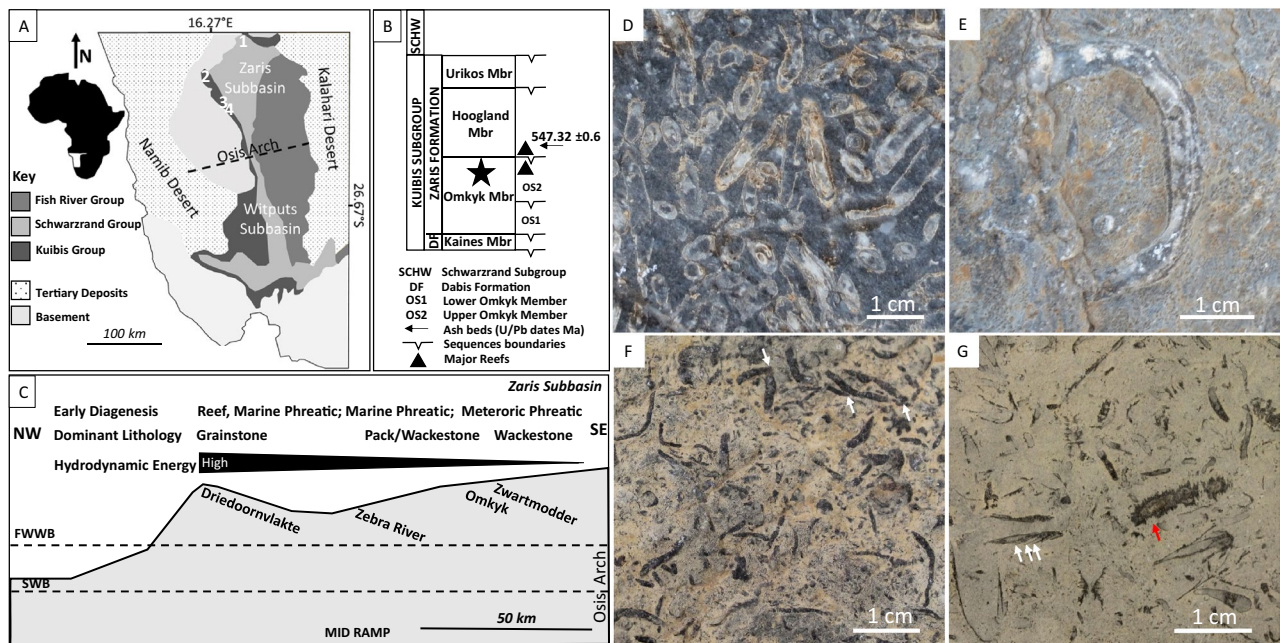 A
16.27°E
N
1
Zaris
Subbasin
2
3
4
Kalahari Desert
Osis Arch
Namib Desert
Witputs
Subbasin
26.67°S
Key
Fish River Group
Schwarzrand Group
Kuibis Group
Tertiary Deposits
Basement
100 km
B
SCHW
KUIBIS SUBGROUP
ZARIS FORMATION
DF
Urikos Mbr
Hoogland
Mbr
547.32 ±0.6
Omkyk Mbr
OS2
OS1
Kaines Mbr
SCHW Schwarzrand Subgroup
DF Dabis Formation
OS1 Lower Omkyk Member
OS2 Upper Omkyk Member
Ash beds (U/Pb dates Ma)
Sequences boundaries
Major Reefs
C
Zaris Subbasin
Early Diagenesis Reef, Marine Phreatic; Marine Phreatic; Meteroric Phreatic
NW Dominant Lithology Grainstone Pack/Wackestone Wackestone SE
Hydrodynamic Energy High
Driedoornvlakte
Zebra River
Omkyk
Zwartmodder
FWWB
SWB
Osis Arch
50 km
MID RAMP
D
1 cm
E
1 cm
F
1 cm
G
1 cm